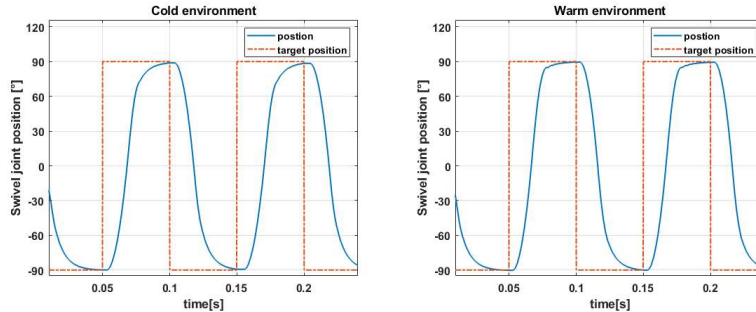 Cold environment
120
90
60
30
0
-30
-60
-90
Swivel joint position [°]
0.05
0.1
0.15
0.2
time[s]
postion
target position
Warm environment
120
90
60
30
0
-30
-60
-90
Swivel joint position [°]
0.05
0.1
0.15
0.2
time[s]
postion
target position